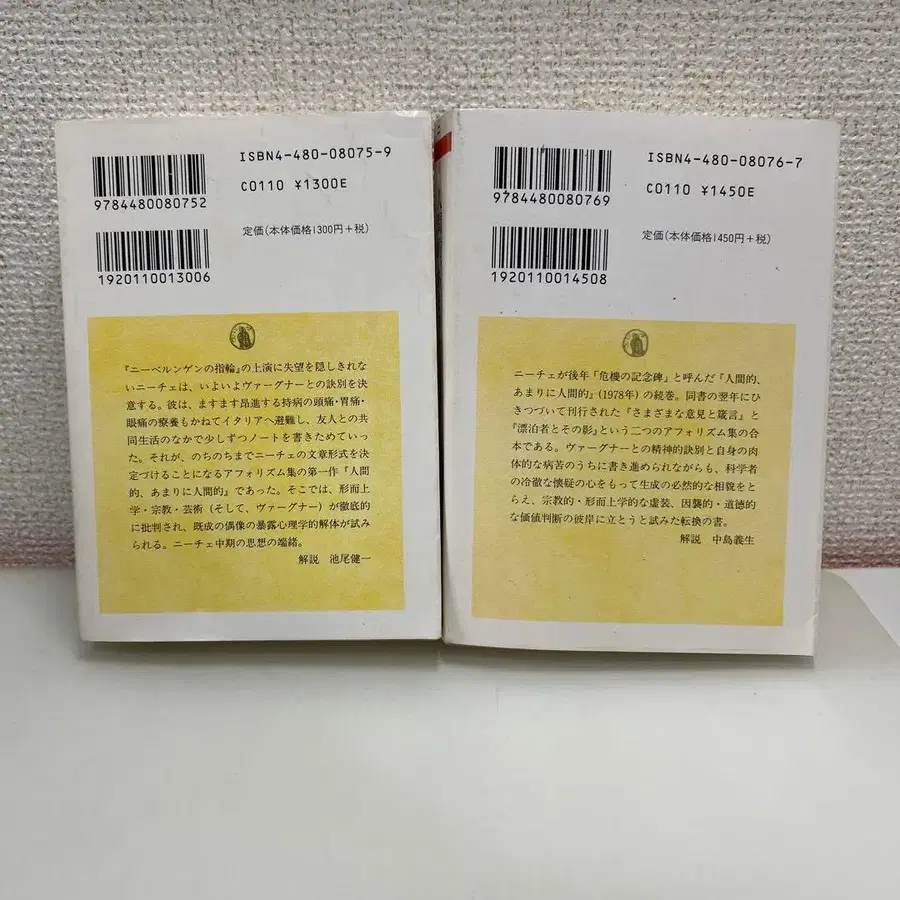 ISBN4-480-08075-9
C0110 ¥1300E
9784480080752
定価(本体価格1300円+税)
1920110013006
『ニーベルンゲンの指輪』の上演に失望を隠しきれな
いニーチェは、いよいよヴァーグナーとの訣別を決
意する。彼は、ますます昂進する持病の頭痛・胃痛・
眼痛の療養もかねてイタリアへ避難し、友人との共
同生活のなかで少しずつノートを書きためていっ
た。それが、のちのちまでニーチェの文章形式を決
定づけることになるアフォリズム集の第一作『人間
的、あまりに人間的』であった。そこでは、形而上
学・宗教・芸術(そして、ヴァーグナー)が徹底的
に批判され、既成の偶像の暴露心理学的解体が試み
られる。ニーチェ中期の思想の端緒。
解説 池尾健一
ISBN4-480-08076-7
C0110 ¥1450E
9784480080769
定価(本体価格1450円+税)
1920110014508
ニーチェが後年「危機の記念碑」と呼んだ『人間的、
あまりに人間的』(1978年)の続巻。同書の翌年にひ
きつづいて刊行された『さまざまな意見と箴言』と
『漂泊者とその影』という二つのアフォリズム集の合
本である。ヴァーグナーとの精神的訣別と自身の肉
体的な病苦のうちに書き進められながらも、科学者
の冷徹な懐疑の心をもって生成の必然的な相貌をと
らえ、宗教的・形而上学的な虚装、因襲的・道徳的
な価値判断の彼岸に立とうと試みた転換の書。
解説 中島義生